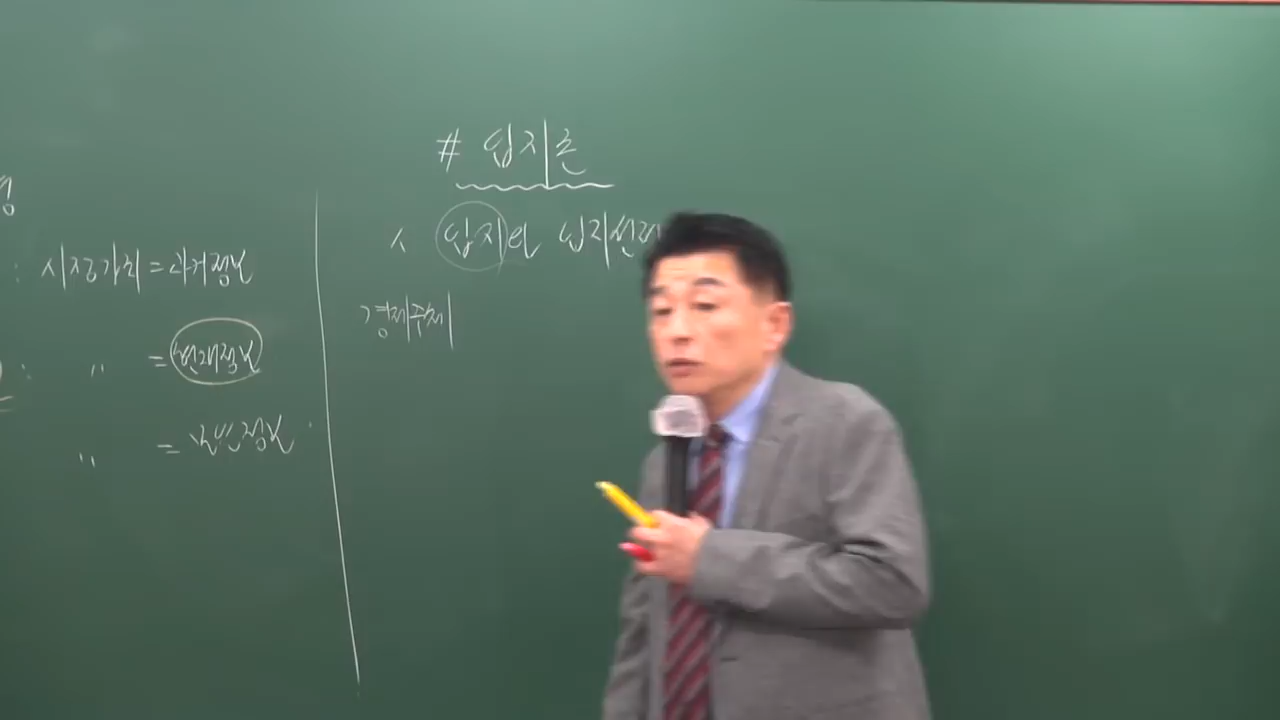 : 시장가치 = 과거정보
: 〃 = 현재정보
〃 = 내부정보
# 입지론
입지와 입지선정
경제주체